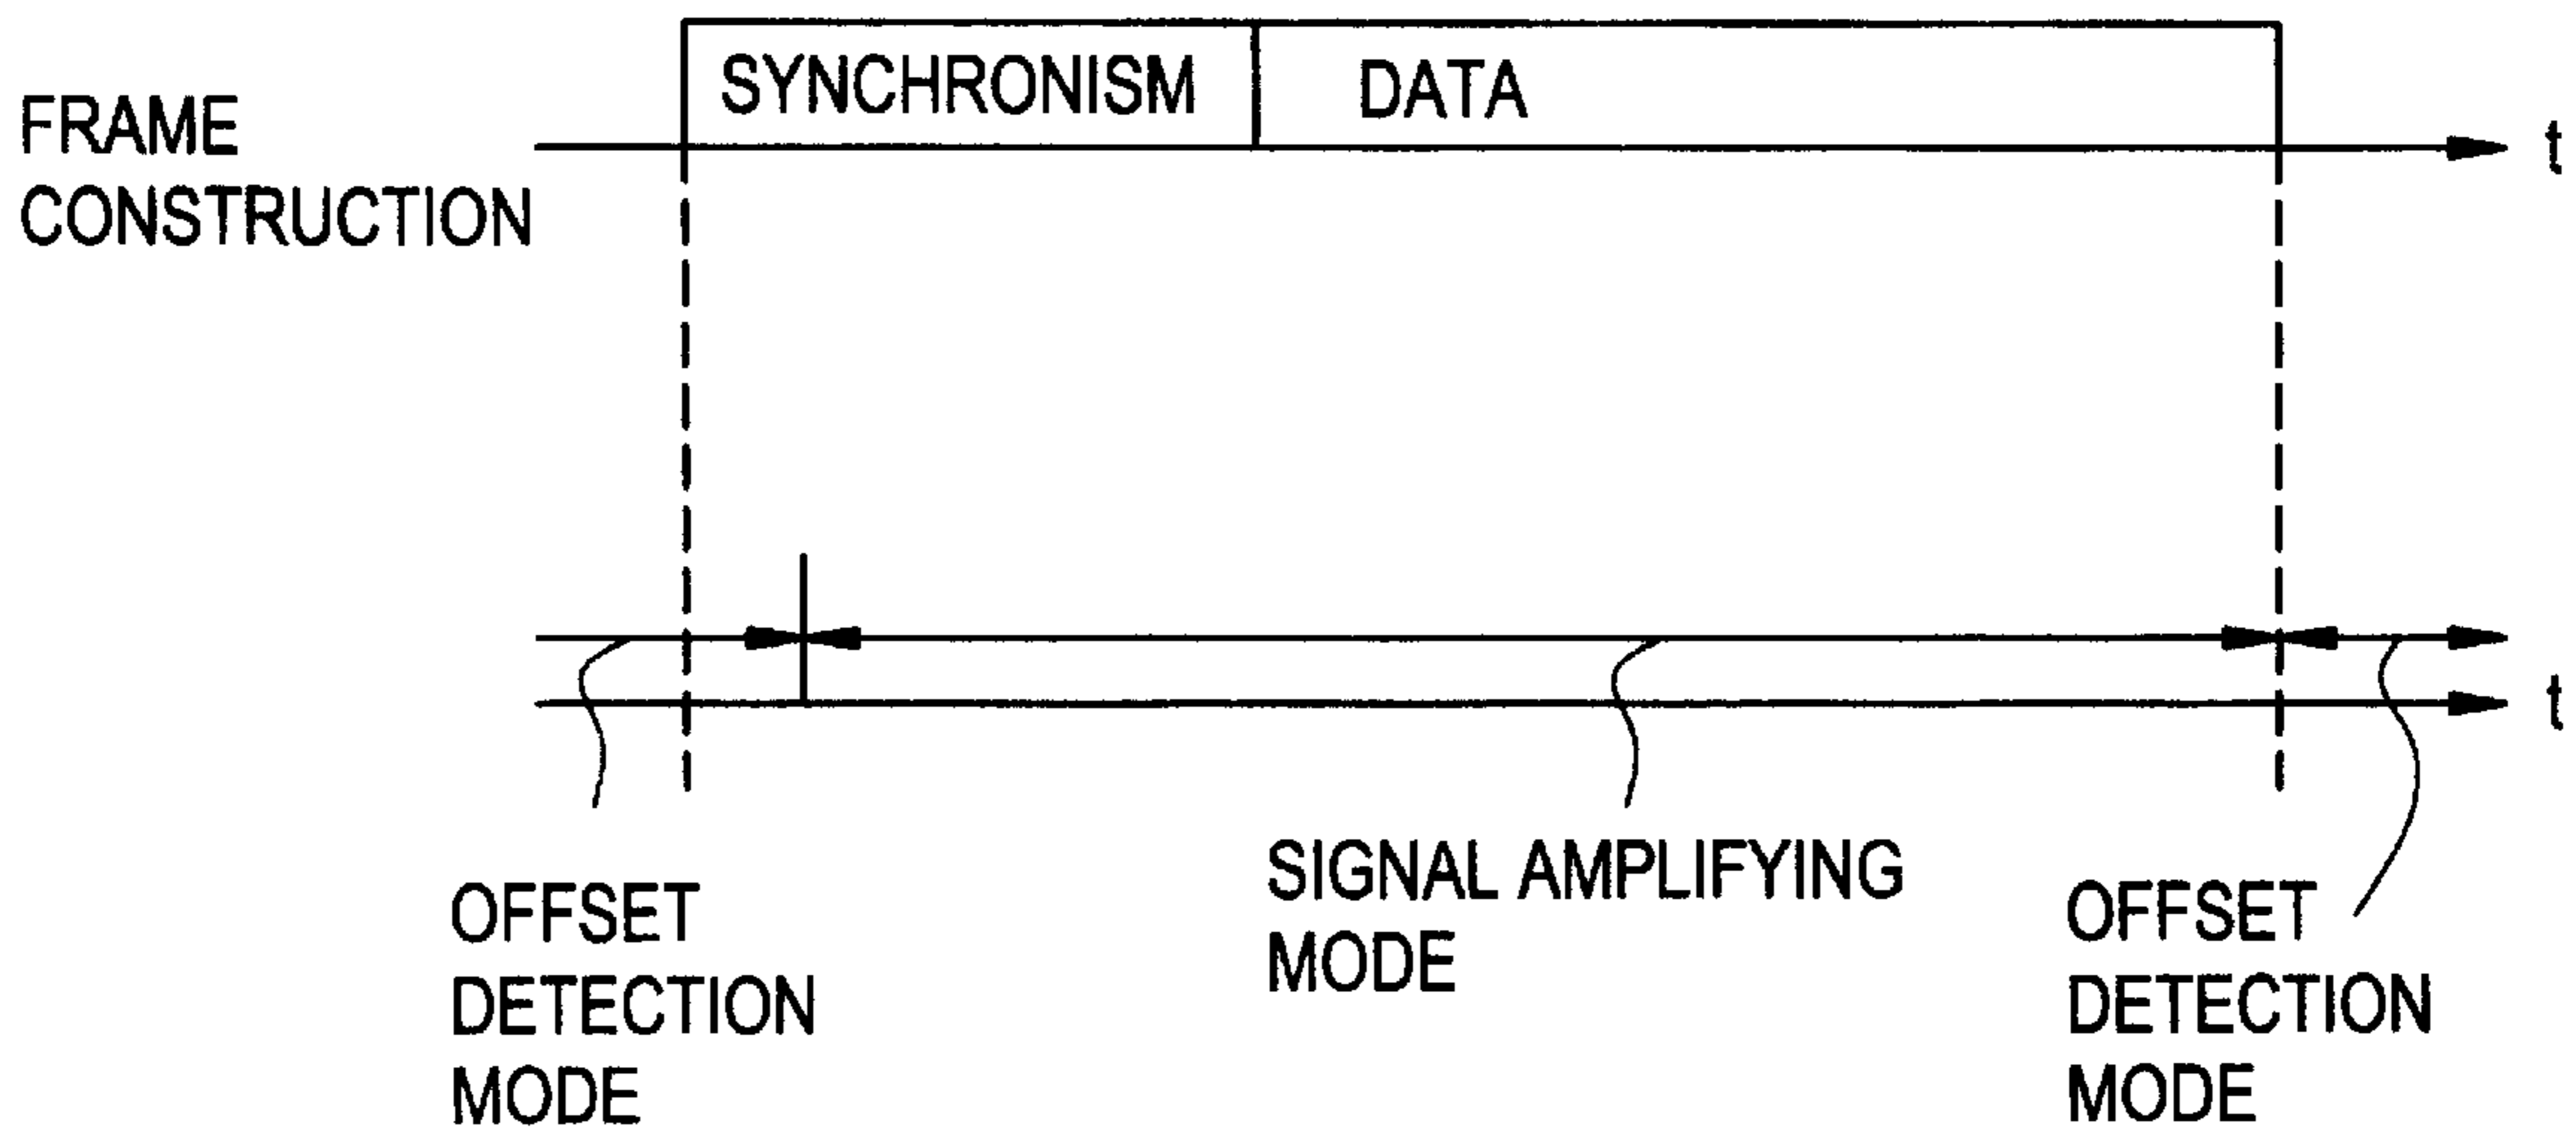 FRAME
CONSTRUCTION
SYNCHRONISM
DATA
t
t
OFFSET
DETECTION
MODE
SIGNAL AMPLIFYING
MODE
OFFSET
DETECTION
MODE